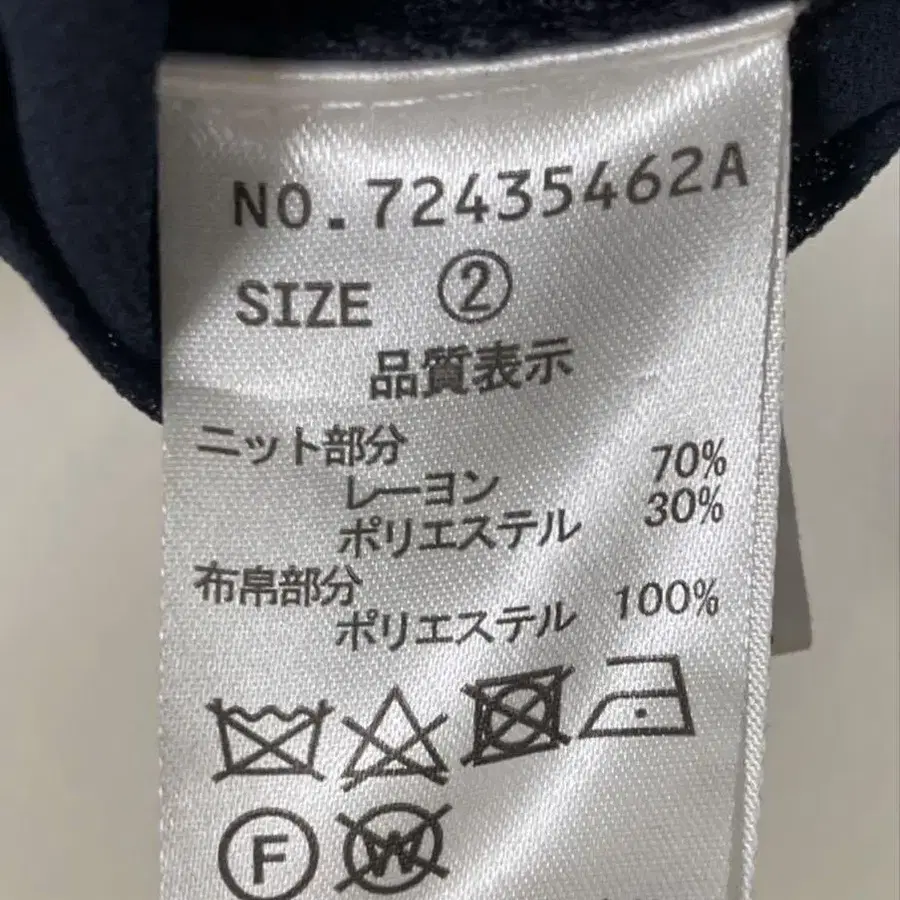 NO.72435462A
SIZE ②
品質表示
ニット部分
レーヨン 70%
ポリエステル 30%
布帛部分
ポリエステル 100%
F W